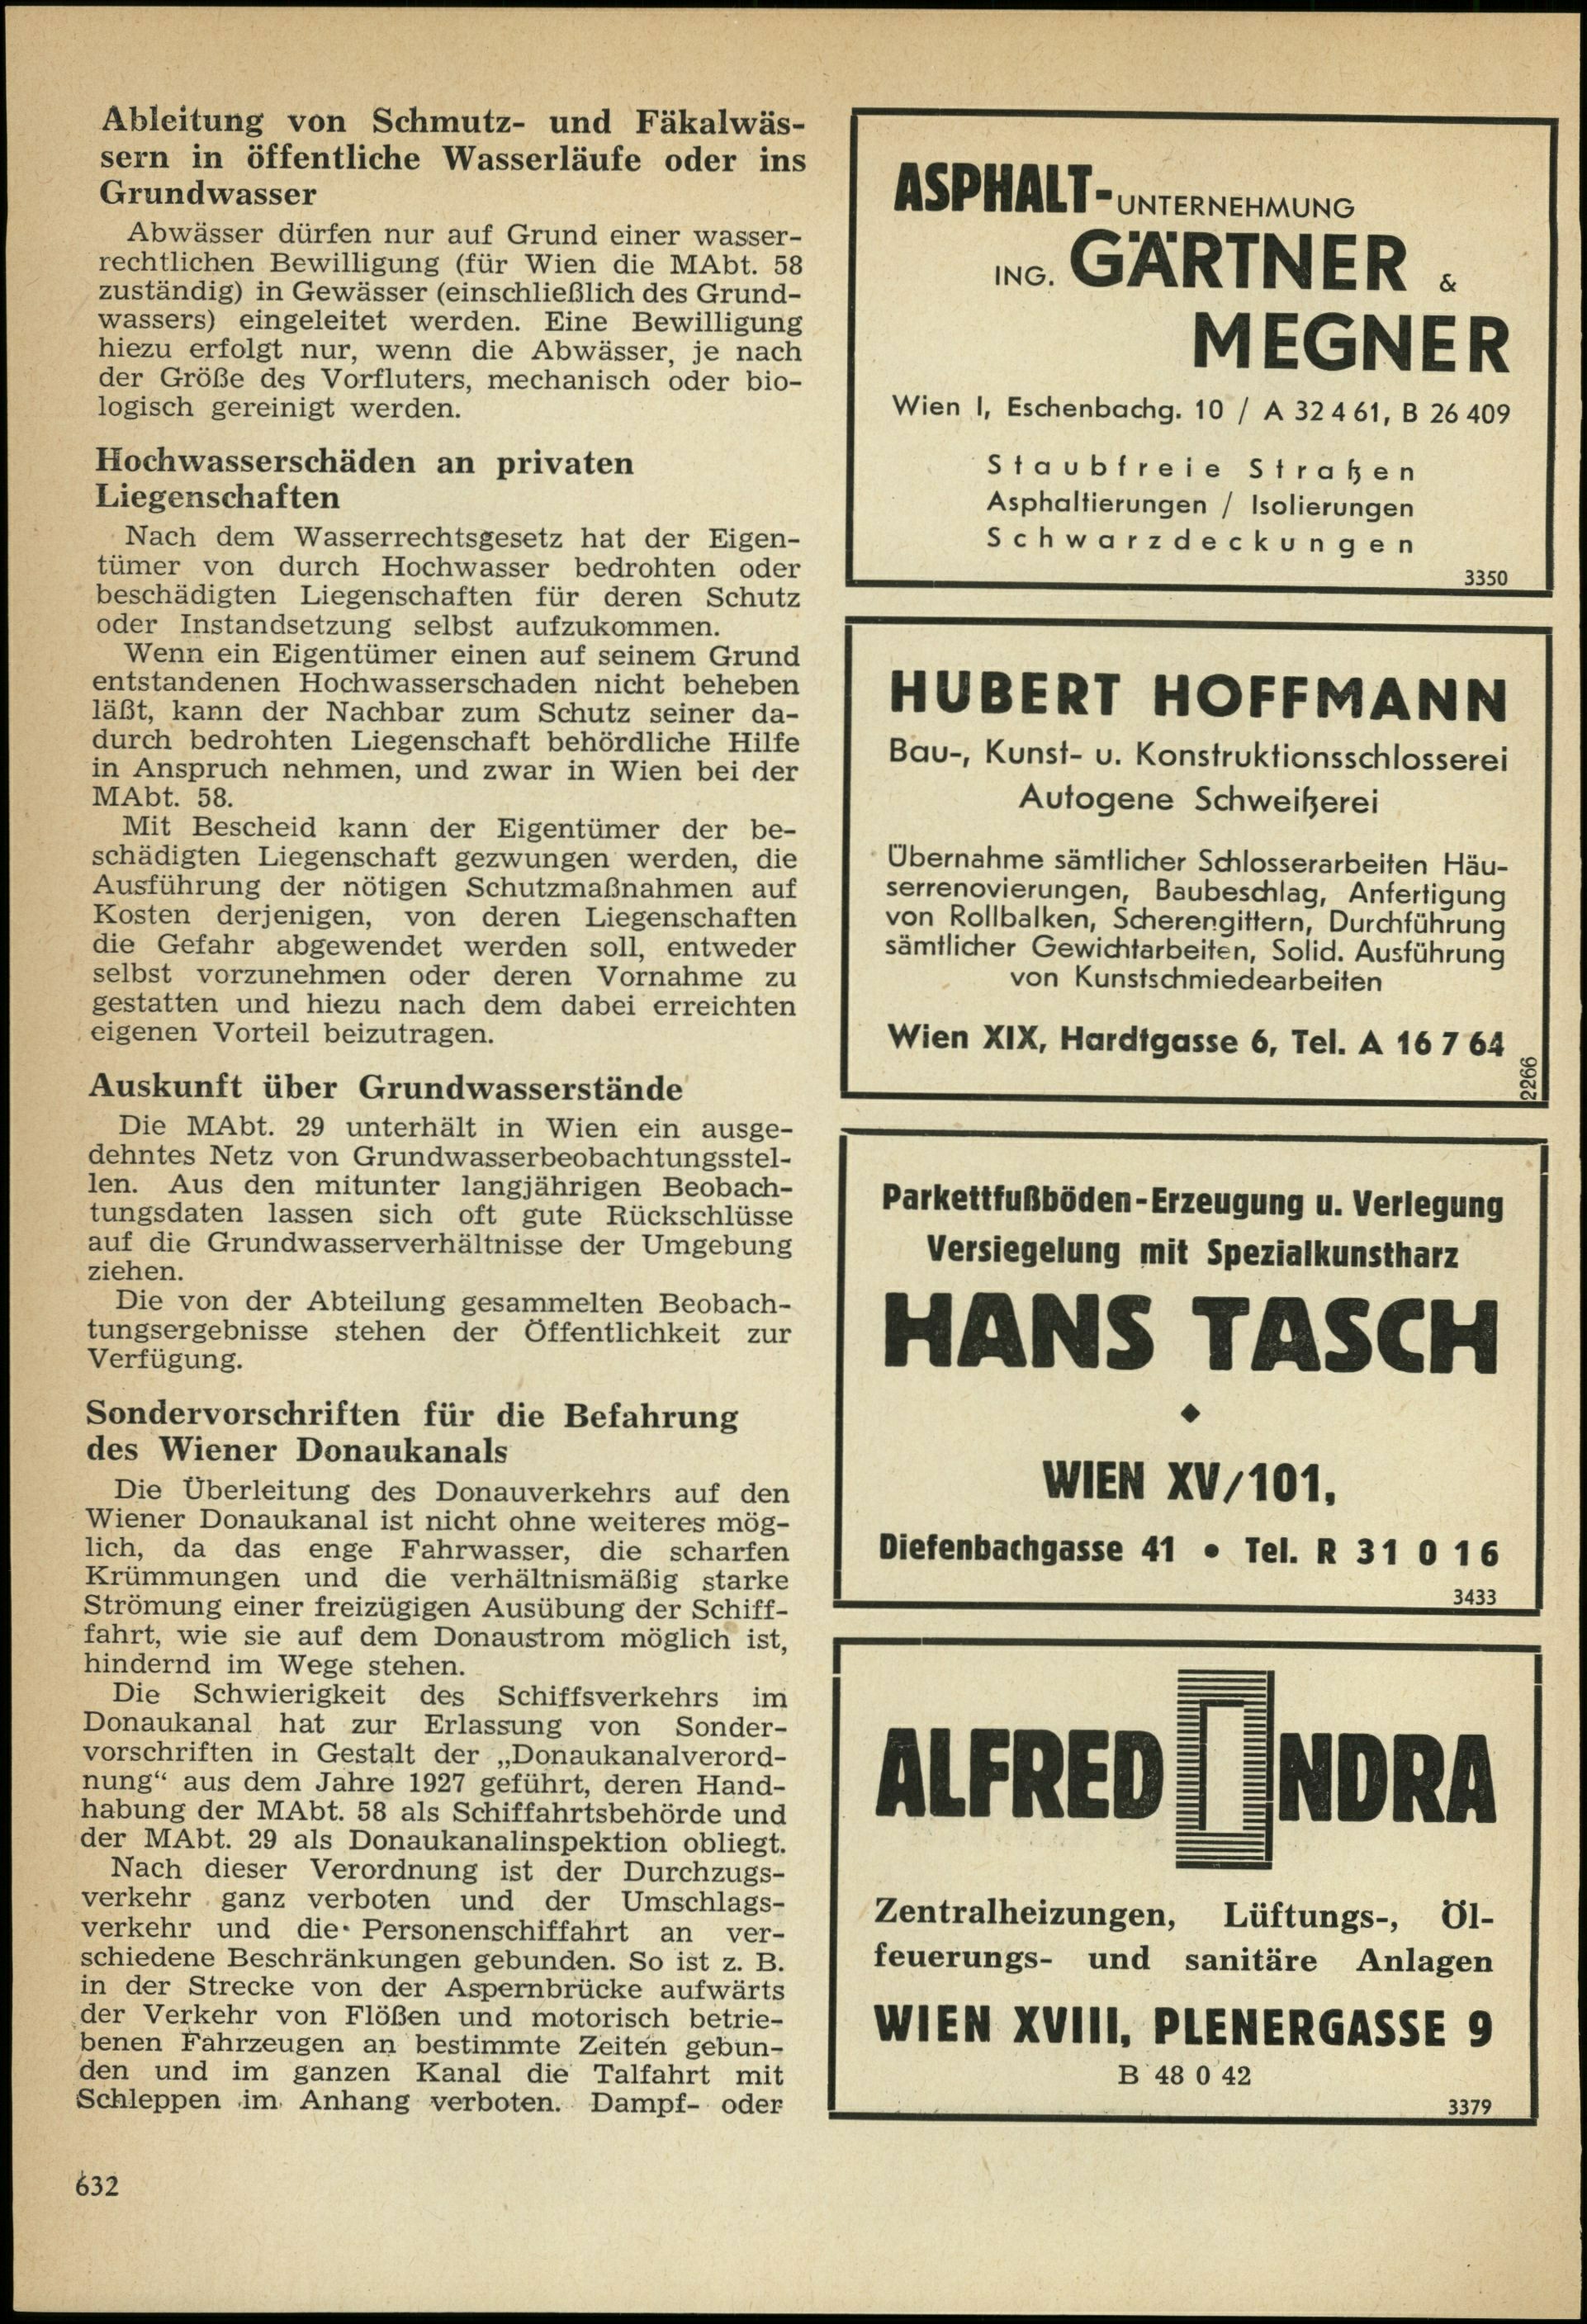 Ableitung von Schmutz- und Fäkalwäs-
sern in öffentliche Wasserläufe oder ins
Grundwasser
Abwässer dürfen nur auf Grund einer wasser-
rechtlichen Bewilligung (für Wien die MAbt. 58
zuständig) in Gewässer (einschließlich des Grund-
wassers) eingeleitet werden. Eine Bewilligung
hiezu erfolgt nur, wenn die Abwässer, je nach
der Größe des Vorfluters, mechanisch oder bio-
logisch gereinigt werden.
Hochwasserschäden an privaten
Liegenschaften
Nach dem Wasserrechtsgesetz hat der Eigen-
tümer von durch Hochwasser bedrohten oder
beschädigten Liegenschaften für deren Schutz
oder Instandsetzung selbst aufzukommen.
Wenn ein Eigentümer einen auf seinem Grund
entstandenen Hochwasserschaden nicht beheben
läßt, kann der Nachbar zum Schutz seiner da-
durch bedrohten Liegenschaft behördliche Hilfe
in Anspruch nehmen, und zwar in Wien bei der
MAbt. 58.
Mit Bescheid kann der Eigentümer der be-
schädigten Liegenschaft gezwungen werden, die
Ausführung der nötigen Schutzmaßnahmen auf
Kosten derjenigen, von deren Liegenschaften
die Gefahr abgewendet werden soll, entweder
selbst vorzunehmen oder deren Vornahme zu
gestatten und hiezu nach dem dabei erreichten
eigenen Vorteil beizutragen.
Auskunft über Grundwasserstände
Die MAbt. 29 unterhält in Wien ein ausge-
dehntes Netz von Grundwasserbeobachtungsstel-
len. Aus den mitunter langjährigen Beobach-
tungsdaten lassen sich oft gute Rückschlüsse
auf die Grundwasserverhältnisse der Umgebung
ziehen.
Die von der Abteilung gesammelten Beobach-
tungsergebnisse stehen der Öffentlichkeit zur
Verfügung.
Sondervorschriften für die Befahrung
des Wiener Donaukanals
Die Überleitung des Donauverkehrs auf den
Wiener Donaukanal ist nicht ohne weiteres mög-
lich, da das enge Fahrwasser, die scharfen
Krümmungen und die verhältnismäßig starke
Strömung einer freizügigen Ausübung der Schiff-
fahrt, wie sie auf dem Donaustrom möglich ist,
hindernd im Wege stehen.
Die Schwierigkeit des Schiffsverkehrs im
Donaukanal hat zur Erlassung von Sonder-
vorschriften in Gestalt der „Donaukanalverord-
nung“ aus dem Jahre 1927 geführt, deren Hand-
habung der MAbt. 58 als Schiffahrtsbehörde und
der MAbt. 29 als Donaukanalinspektion obliegt.
Nach dieser Verordnung ist der Durchzugs-
verkehr ganz verboten und der Umschlags-
verkehr und die Personenschiffahrt an ver-
schiedene Beschränkungen gebunden. So ist z. B.
in der Strecke von der Aspernbrücke aufwärts
der Verkehr von Flößen und motorisch betrie-
benen Fahrzeugen an bestimmte Zeiten gebun-
den und im ganzen Kanal die Talfahrt mit
Schleppen im Anhang verboten. Dampf- oder
632
ASPHALT-UNTERNEHMUNG
ING. GÄRTNER &
MEGNER
Wien I, Eschenbachg. 10 / A 32 4 61, B 26 409
Staubfreie Straßen
Asphaltierungen / Isolierungen
Schwarzdeckungen
3350
HUBERT HOFFMANN
Bau-, Kunst- u. Konstruktionsschlosserei
Autogene Schweißerei
Übernahme sämtlicher Schlosserarbeiten Häu-
serrenovierungen, Baubeschlag, Anfertigung
von Rollbalken, Scherengittern, Durchführung
sämtlicher Gewichtarbeiten, Solid. Ausführung
von Kunstschmiedearbeiten
Wien XIX, Hardtgasse 6, Tel. A 16 7 64
2266
Parkettfußböden-Erzeugung u. Verlegung
Versiegelung mit Spezialkunstharz
HANS TASCH
WIEN XV/101,
Diefenbachgasse 41 • Tel. R 31 0 16
3433
ALFRED ONDRA
Zentralheizungen, Lüftungs-, Öl-
feuerungs- und sanitäre Anlagen
WIEN XVIII, PLENERGASSE 9
B 48 0 42
3379